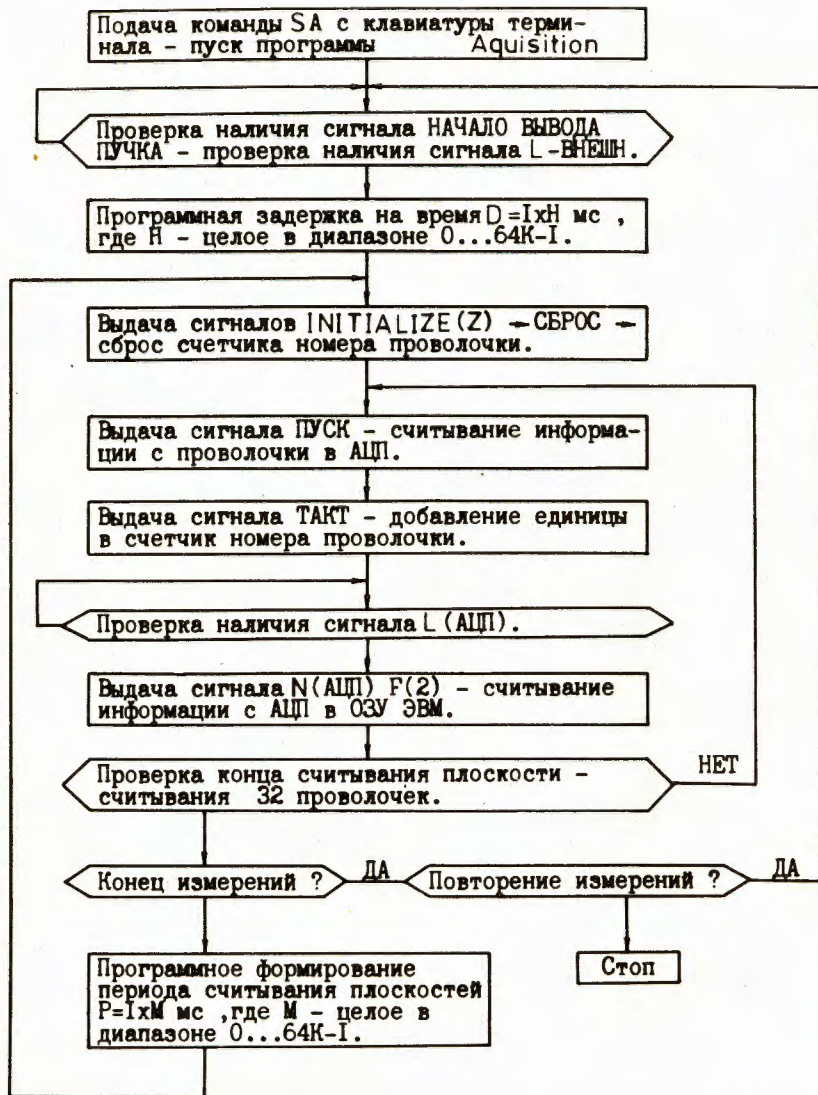 Подача команды SA с клавиатуры терми-
нала - пуск программы Aquisition
Проверка наличия сигнала НАЧАЛО ВЫВОДА
ПУЧКА - проверка наличия сигнала L-ВНЕШН.
Программная задержка на время D=IxH мс ,
где H - целое в диапазоне 0...64K-I.
Выдача сигналов INITIALIZE(Z) → СБРОС →
сброс счетчика номера проволочки.
Выдача сигнала ПУСК - считывание информа-
ции с проволочки в АЦП.
Выдача сигнала ТАКТ - добавление единицы
в счетчик номера проволочки.
Проверка наличия сигнала L(АЦП).
Выдача сигнала N(АЦП) F(2) - считывание
информации с АЦП в ОЗУ ЭВМ.
Проверка конца считывания плоскости -
считывания 32 проволочек.
НЕТ
Конец измерений ?
ДА
Повторение измерений ?
ДА
Программное формирование
периода считывания плоскостей
P=IxM мс ,где M - целое в
диапазоне 0...64K-I.
Стоп